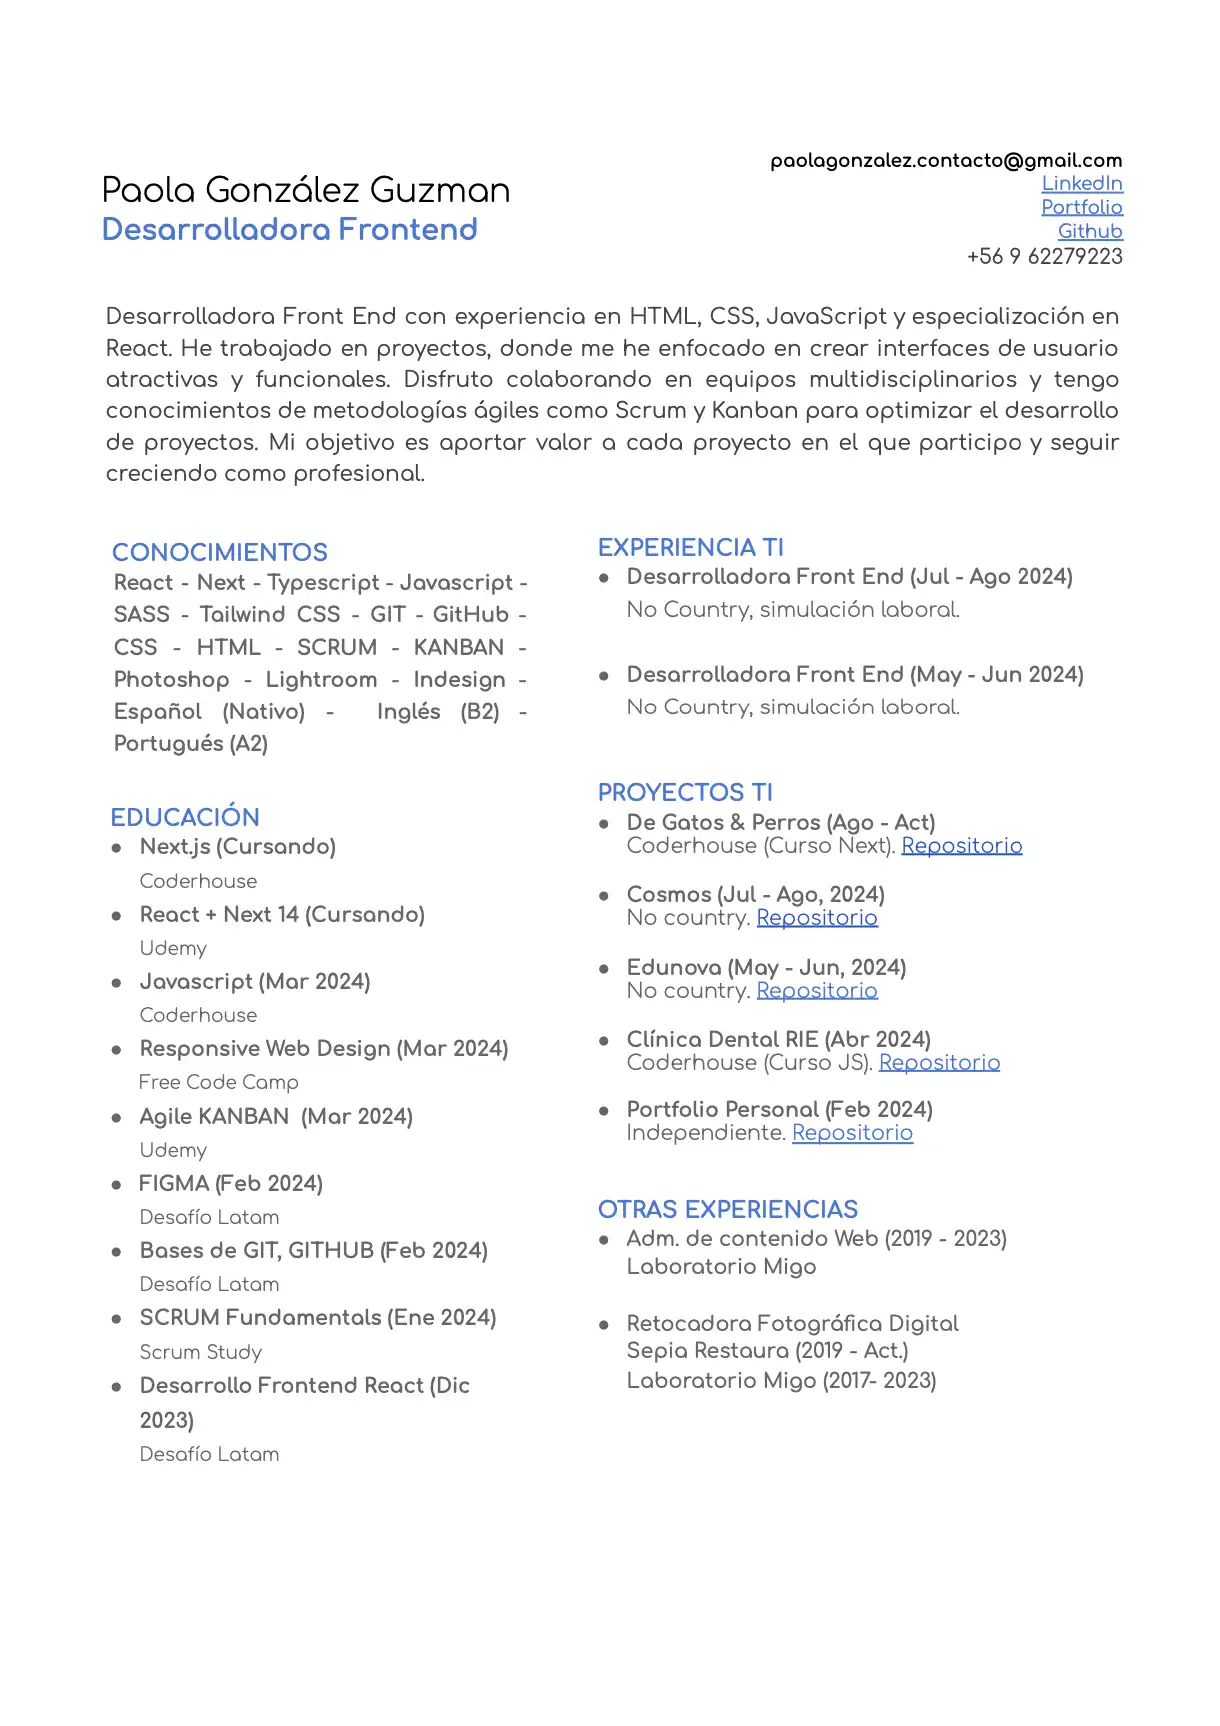 Paola González Guzman
Desarrolladora Frontend
paolagonzalez.contacto@gmail.com
LinkedIn
Portfolio
Github
+56 9 62279223
Desarrolladora Front End con experiencia en HTML, CSS, JavaScript y especialización en
React. He trabajado en proyectos, donde me he enfocado en crear interfaces de usuario
atractivas y funcionales. Disfruto colaborando en equipos multidisciplinarios y tengo
conocimientos de metodologías ágiles como Scrum y Kanban para optimizar el desarrollo
de proyectos. Mi objetivo es aportar valor a cada proyecto en el que participo y seguir
creciendo como profesional.
CONOCIMIENTOS
React - Next - Typescript - Javascript -
SASS - Tailwind CSS - GIT - GitHub -
CSS - HTML - SCRUM - KANBAN -
Photoshop - Lightroom - Indesign -
Español (Nativo) - Inglés (B2) -
Portugués (A2)
EDUCACIÓN
● Next.js (Cursando)
Coderhouse
● React + Next 14 (Cursando)
Udemy
● Javascript (Mar 2024)
Coderhouse
● Responsive Web Design (Mar 2024)
Free Code Camp
● Agile KANBAN (Mar 2024)
Udemy
● FIGMA (Feb 2024)
Desafío Latam
● Bases de GIT, GITHUB (Feb 2024)
Desafío Latam
● SCRUM Fundamentals (Ene 2024)
Scrum Study
● Desarrollo Frontend React (Dic
2023)
Desafío Latam
EXPERIENCIA TI
● Desarrolladora Front End (Jul - Ago 2024)
No Country, simulación laboral.
● Desarrolladora Front End (May - Jun 2024)
No Country, simulación laboral.
PROYECTOS TI
● De Gatos & Perros (Ago - Act)
Coderhouse (Curso Next). Repositorio
● Cosmos (Jul - Ago, 2024)
No country. Repositorio
● Edunova (May - Jun, 2024)
No country. Repositorio
● Clínica Dental RIE (Abr 2024)
Coderhouse (Curso JS). Repositorio
● Portfolio Personal (Feb 2024)
Independiente. Repositorio
OTRAS EXPERIENCIAS
● Adm. de contenido Web (2019 - 2023)
Laboratorio Migo
● Retocadora Fotográfica Digital
Sepia Restaura (2019 - Act.)
Laboratorio Migo (2017- 2023)